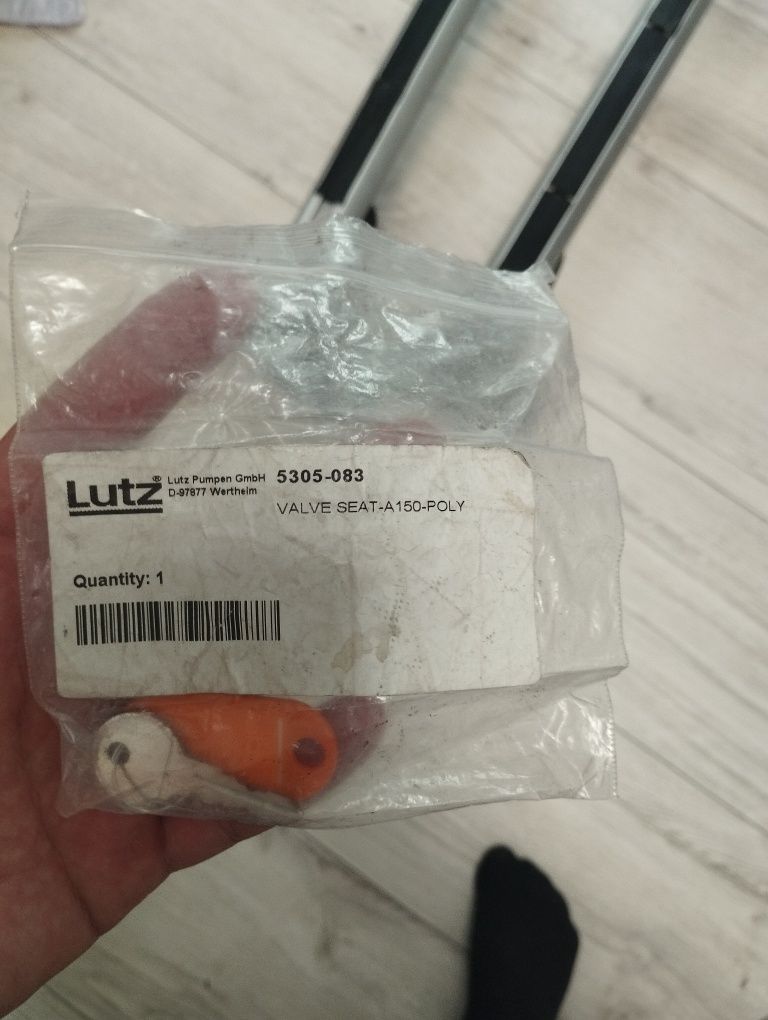 Lutz® Lutz Pumpen GmbH 5305-083
D-97877 Wertheim
VALVE SEAT-A150-POLY
Quantity: 1